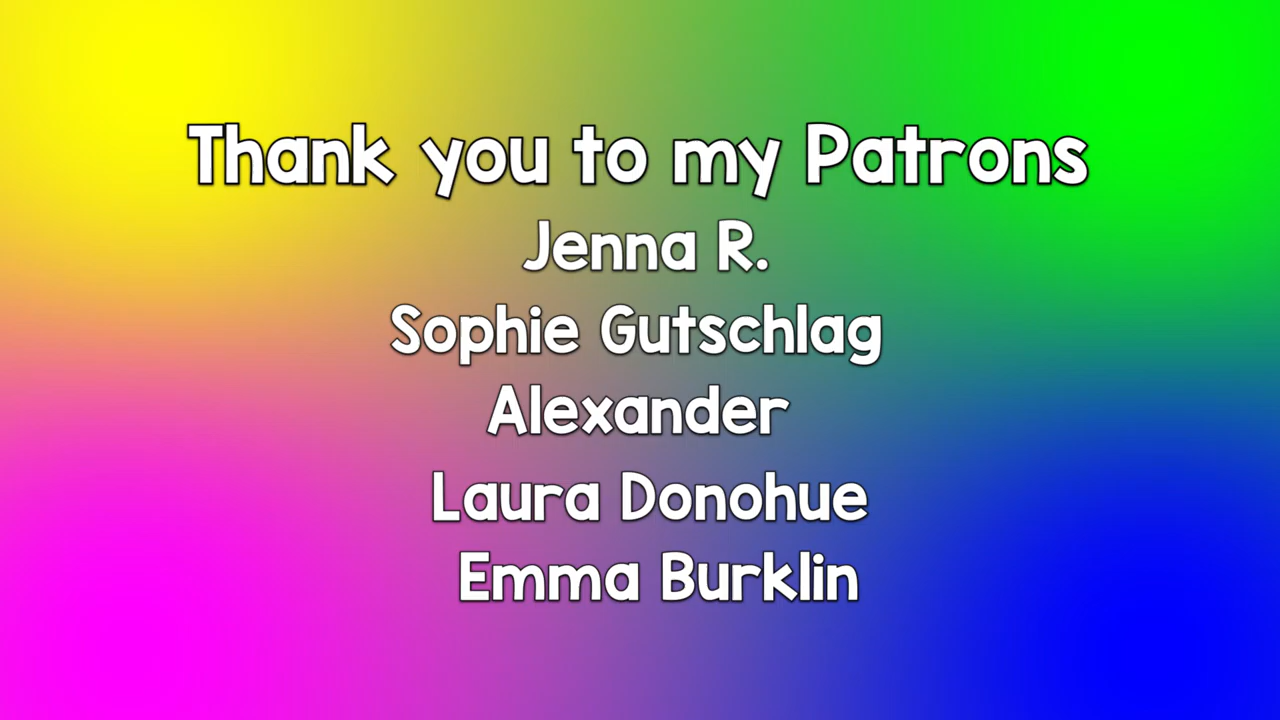 Thank you to my Patrons
Jenna R.
Sophie Gutschlag
Alexander
Laura Donohue
Emma Burklin